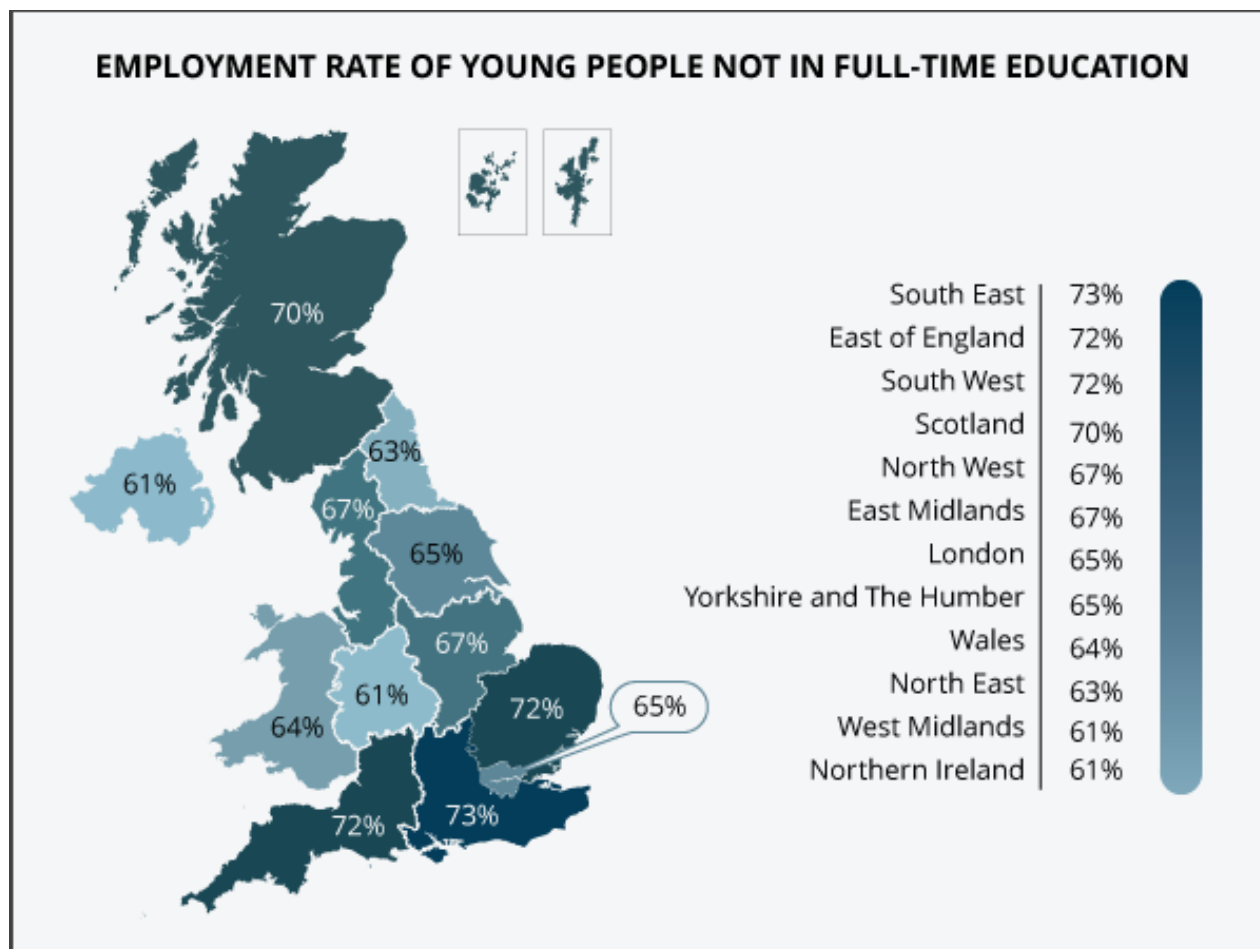 EMPLOYMENT RATE OF YOUNG PEOPLE NOT IN FULL-TIME EDUCATION
70%
61%
63%
67%
65%
67%
61%
64%
72%
65%
72%
73%
South East 73%
East of England 72%
South West 72%
Scotland 70%
North West 67%
East Midlands 67%
London 65%
Yorkshire and The Humber 65%
Wales 64%
North East 63%
West Midlands 61%
Northern Ireland 61%